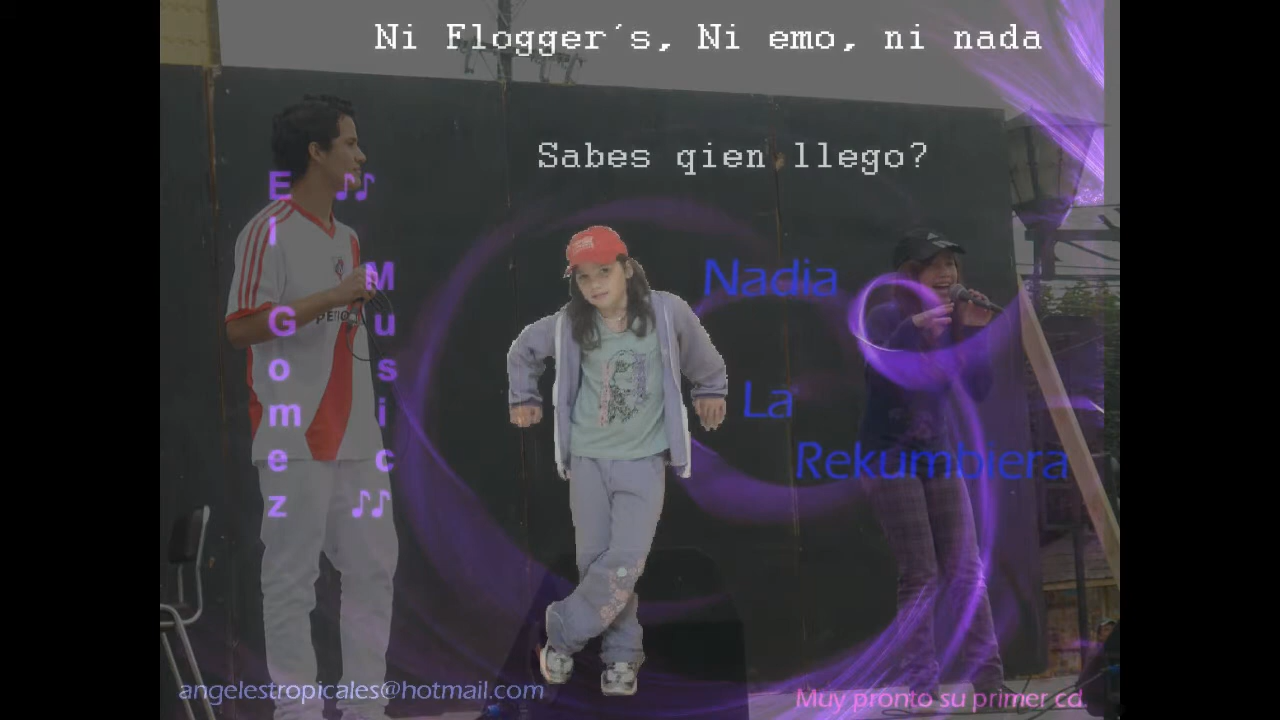 Ni Flogger´s, Ni emo, ni nada
Sabes qien llego?
El Gomez
♪♪ Music ♪♪
Nadia
La
Rekumbiera
angelestropicales@hotmail.com
Muy pronto su primer cd